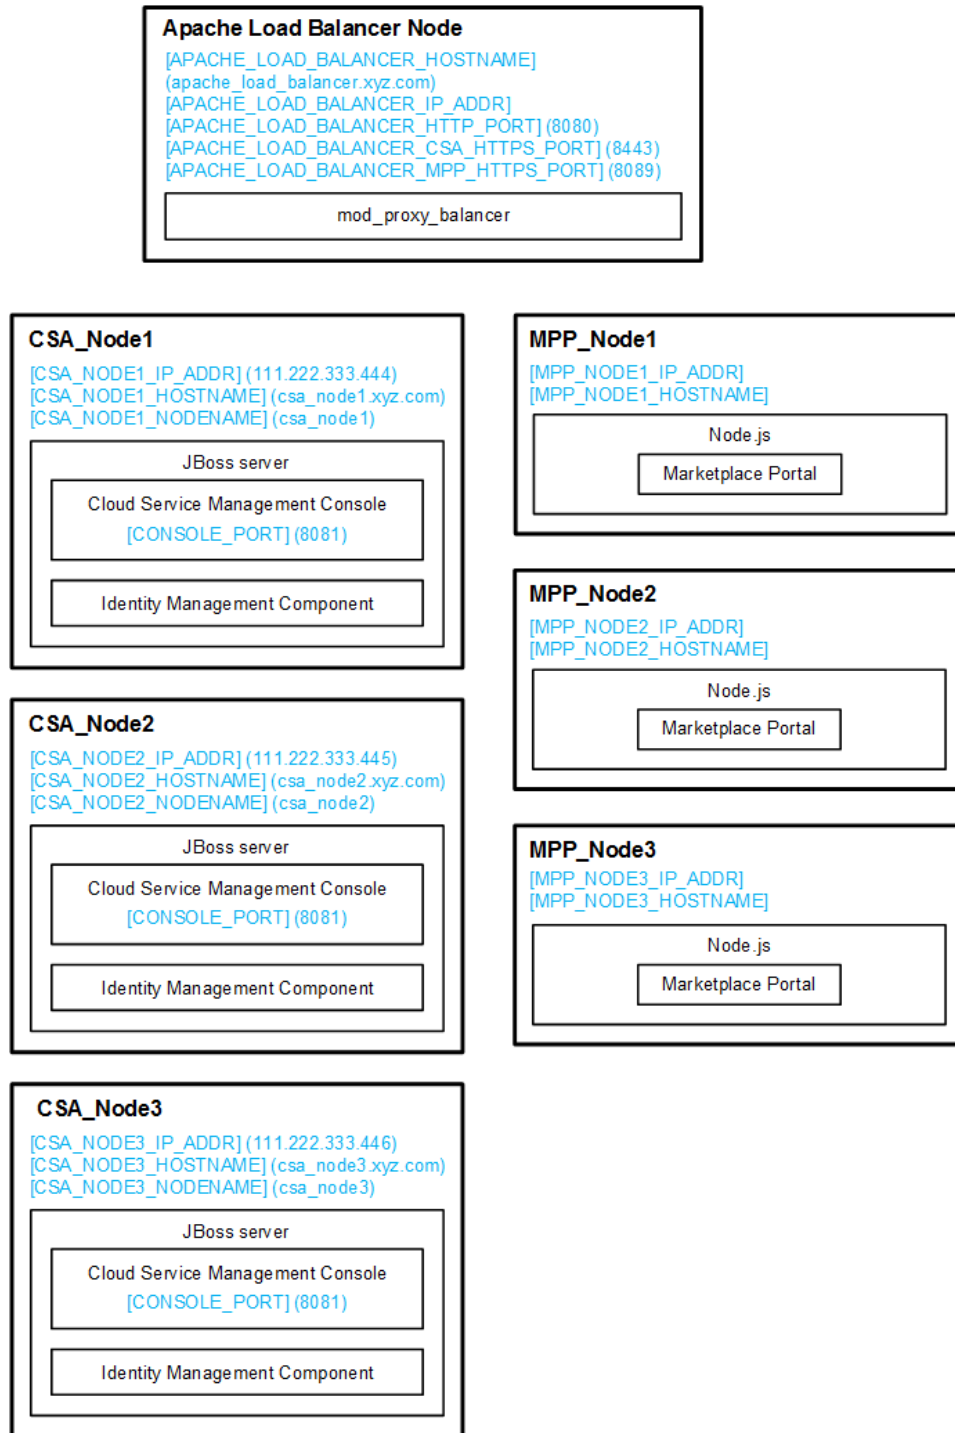 Apache Load Balancer Node
[APACHE_LOAD_BALANCER_HOSTNAME]
(apache_load_balancer.xyz.com)
[APACHE_LOAD_BALANCER_IP_ADDR]
[APACHE_LOAD_BALANCER_HTTP_PORT] (8080)
[APACHE_LOAD_BALANCER_CSA_HTTPS_PORT] (8443)
[APACHE_LOAD_BALANCER_MPP_HTTPS_PORT] (8089)
mod_proxy_balancer
CSA_Node1
[CSA_NODE1_IP_ADDR] (111.222.333.444)
[CSA_NODE1_HOSTNAME] (csa_node1.xyz.com)
[CSA_NODE1_NODENAME] (csa_node1)
JBoss server
Cloud Service Management Console
[CONSOLE_PORT] (8081)
Identity Management Component
CSA_Node2
[CSA_NODE2_IP_ADDR] (111.222.333.445)
[CSA_NODE2_HOSTNAME] (csa_node2.xyz.com)
[CSA_NODE2_NODENAME] (csa_node2)
JBoss server
Cloud Service Management Console
[CONSOLE_PORT] (8081)
Identity Management Component
CSA_Node3
[CSA_NODE3_IP_ADDR] (111.222.333.446)
[CSA_NODE3_HOSTNAME] (csa_node3.xyz.com)
[CSA_NODE3_NODENAME] (csa_node3)
JBoss server
Cloud Service Management Console
[CONSOLE_PORT] (8081)
Identity Management Component
MPP_Node1
[MPP_NODE1_IP_ADDR]
[MPP_NODE1_HOSTNAME]
Node.js
Marketplace Portal
MPP_Node2
[MPP_NODE2_IP_ADDR]
[MPP_NODE2_HOSTNAME]
Node.js
Marketplace Portal
MPP_Node3
[MPP_NODE3_IP_ADDR]
[MPP_NODE3_HOSTNAME]
Node.js
Marketplace Portal